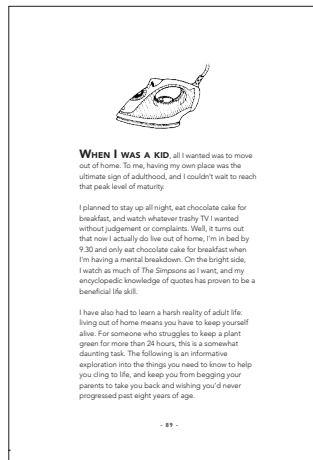 WHEN I WAS A KID, all I wanted was to move
out of home. To me, having my own place was the
ultimate sign of adulthood, and I couldn't wait to reach
that peak level of maturity.
I planned to stay up all night, eat chocolate cake for
breakfast, and watch whatever trashy TV I wanted
without judgement or complaints. Well, it turns out
that now I actually do live out of home, I'm in bed by
9.30 and only eat chocolate cake for breakfast when
I'm having a mental breakdown. On the bright side,
I watch as much of The Simpsons as I want, and my
encyclopedic knowledge of quotes has proven to be a
beneficial life skill.
I have also had to learn a harsh reality of adult life:
living out of home means you have to keep yourself
alive. For someone who struggles to keep a plant
green for more than 24 hours, this is a somewhat
daunting task. The following is an informative
exploration into the things you need to know to help
you cling to life, and keep you from begging your
parents to take you back and wishing you'd never
progressed past eight years of age.
- 89 -